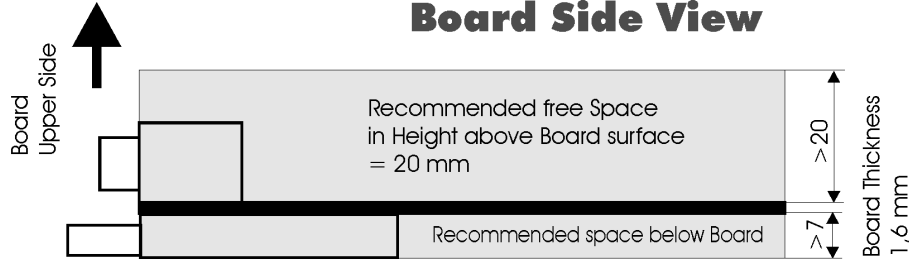 Board Side View
Board
Upper Side
Recommended free Space
in Height above Board surface
= 20 mm
>20
Board Thickness
1,6 mm
Recommended space below Board
>7